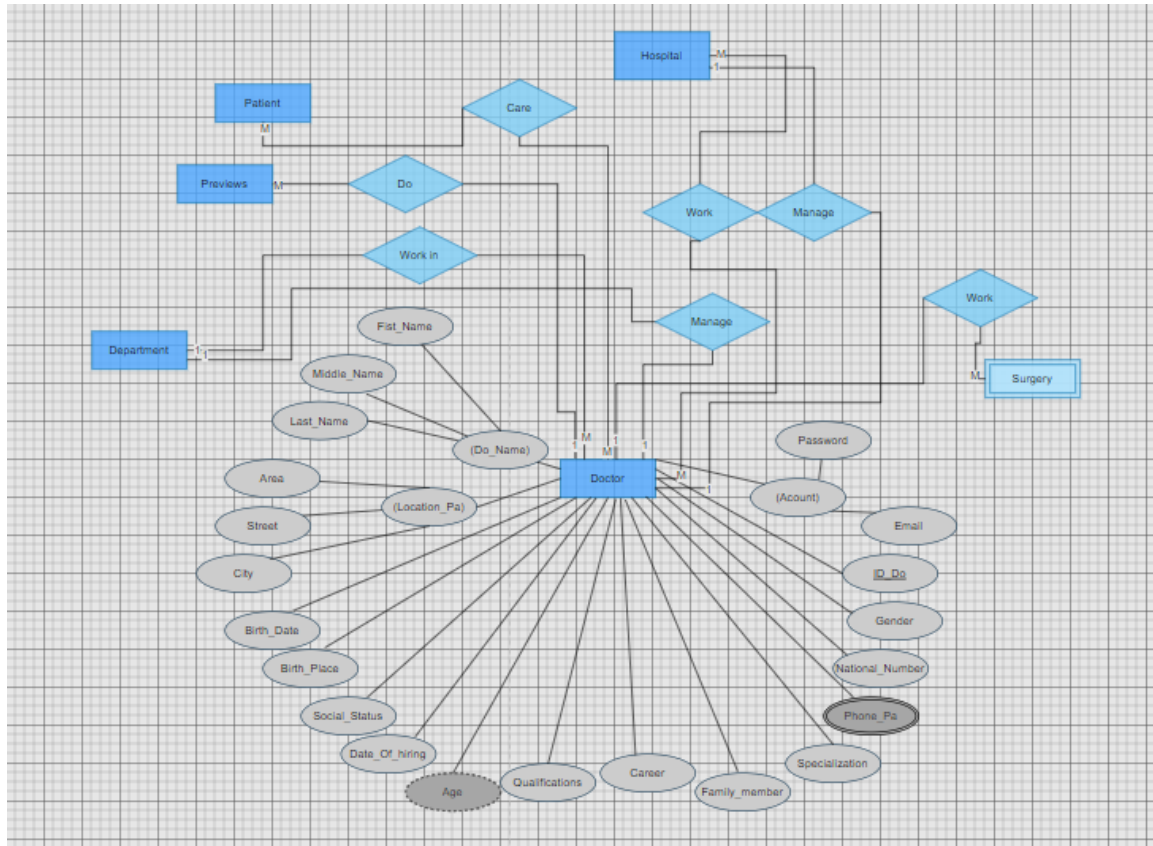 Hospital
M
1
Patient
M
Care
Previews
M
Do
Work
Manage
Work in
Work
Manage
Fist_Name
Department
1
1
Middle_Name
M
Surgery
Last_Name
(Do_Name)
1
M
M
1
1
Password
Area
Doctor
M
1
(Location_Pa)
(Acount)
Street
Email
City
ID_Do
Birth_Date
Gender
Birth_Place
National_Number
Social_Status
Phone_Pa
Date_Of_hiring
Specialization
Age
Qualifications
Career
Family_member